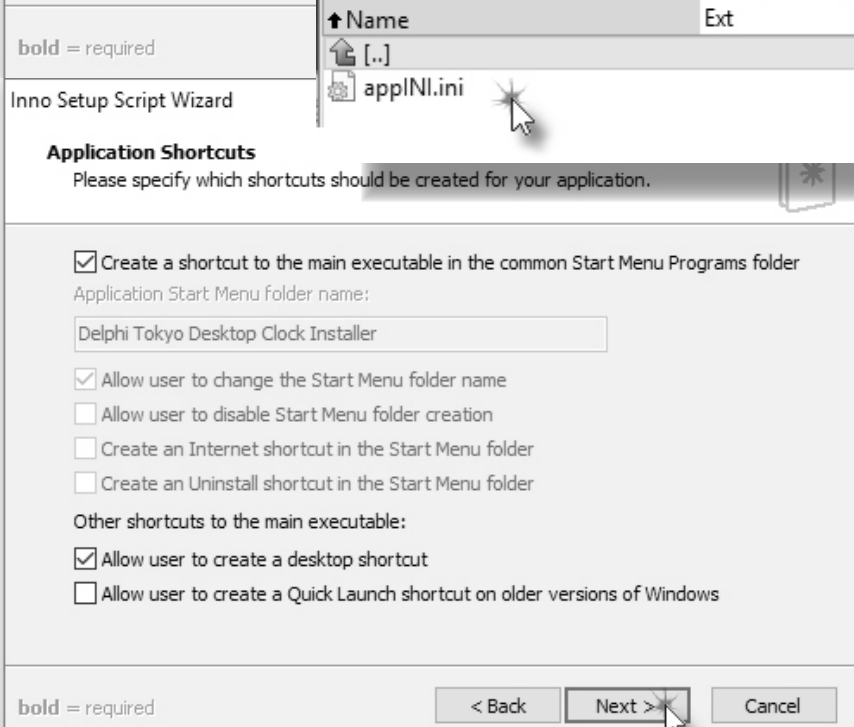 Name Ext
bold = required
[..]
appINI.ini
Inno Setup Script Wizard
Application Shortcuts
Please specify which shortcuts should be created for your application.
Create a shortcut to the main executable in the common Start Menu Programs folder
Application Start Menu folder name:
Delphi Tokyo Desktop Clock Installer
Allow user to change the Start Menu folder name
Allow user to disable Start Menu folder creation
Create an Internet shortcut in the Start Menu folder
Create an Uninstall shortcut in the Start Menu folder
Other shortcuts to the main executable:
Allow user to create a desktop shortcut
Allow user to create a Quick Launch shortcut on older versions of Windows
bold = required
< Back Next > Cancel